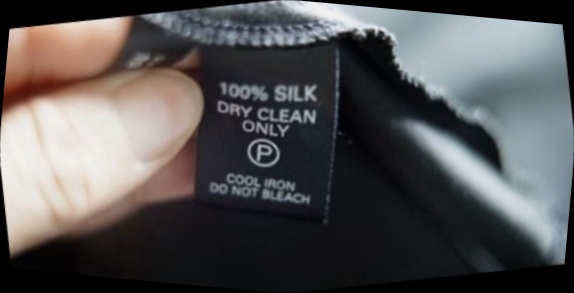 100% SILK
DRY CLEAN
ONLY
P
COOL IRON
DO NOT BLEACH